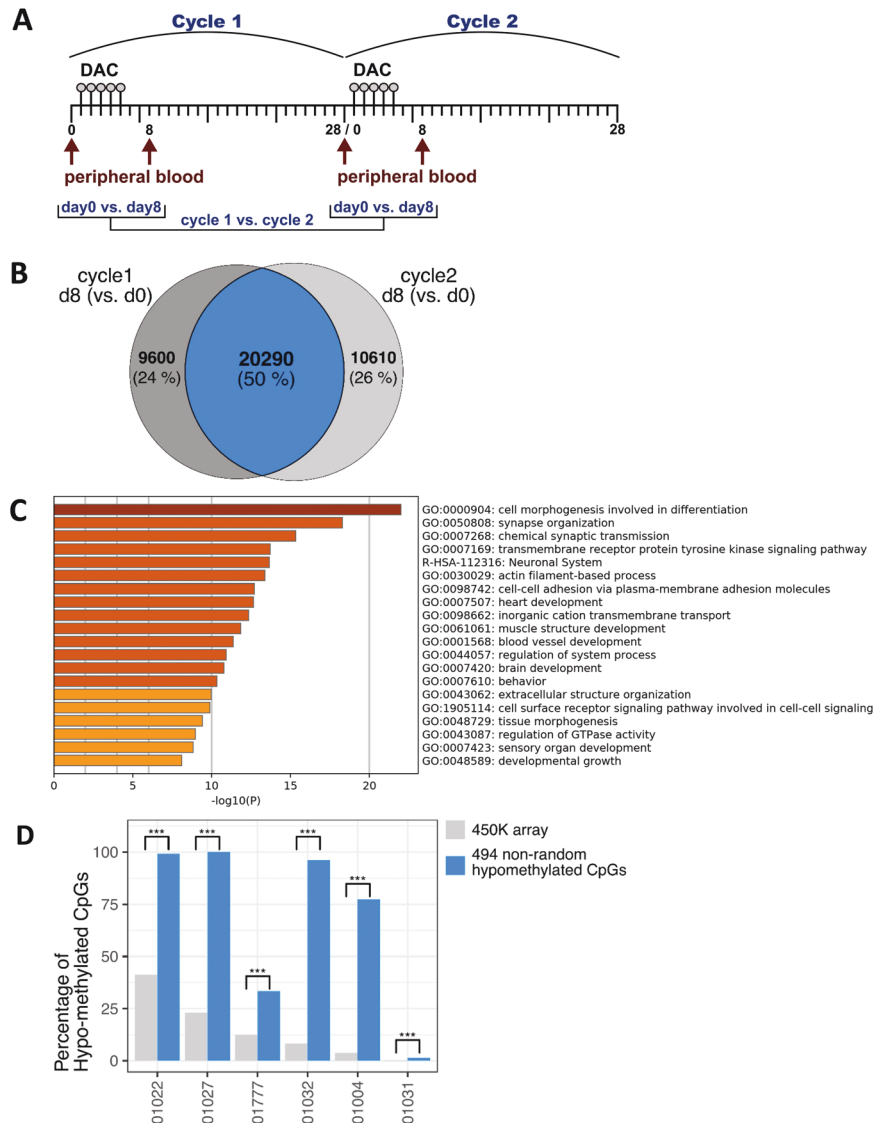 A
Cycle 1
Cycle 2
DAC
DAC
0
8
28 / 0
8
28
peripheral blood
peripheral blood
day0 vs. day8
day0 vs. day8
cycle 1 vs. cycle 2
B
cycle1
d8 (vs. d0)
cycle2
d8 (vs. d0)
9600
(24 %)
20290
(50 %)
10610
(26 %)
C
GO:0000904: cell morphogenesis involved in differentiation
GO:0050808: synapse organization
GO:0007268: chemical synaptic transmission
GO:0007169: transmembrane receptor protein tyrosine kinase signaling pathway
R-HSA-112316: Neuronal System
GO:0030029: actin filament-based process
GO:0098742: cell-cell adhesion via plasma-membrane adhesion molecules
GO:0007507: heart development
GO:0098662: inorganic cation transmembrane transport
GO:0061061: muscle structure development
GO:0001568: blood vessel development
GO:0044057: regulation of system process
GO:0007420: brain development
GO:0007610: behavior
GO:0043062: extracellular structure organization
GO:1905114: cell surface receptor signaling pathway involved in cell-cell signaling
GO:0048729: tissue morphogenesis
GO:0043087: regulation of GTPase activity
GO:0007423: sensory organ development
GO:0048589: developmental growth
0
5
10
15
20
-log10(P)
D
450K array
494 non-random
hypomethylated CpGs
Percentage of
Hypo-methylated CpGs
100
75
50
25
0
***
***
***
***
***
***
01022
01027
01777
01032
01004
01031